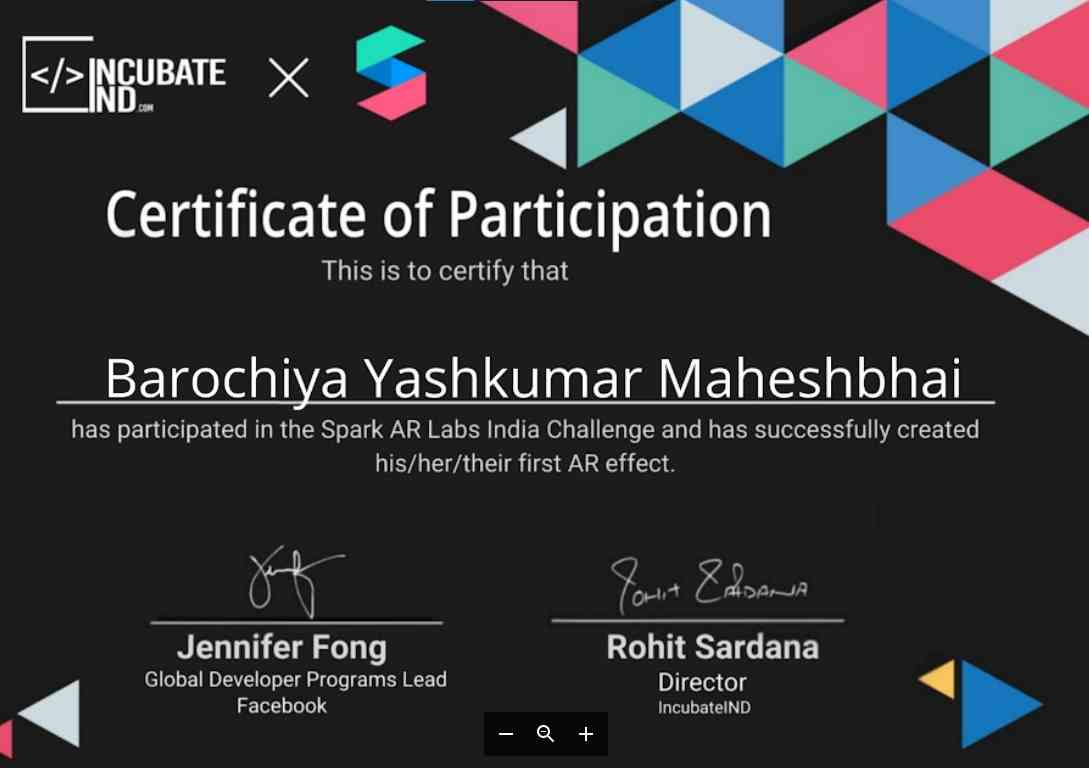 </> INCUBATE
IND.COM
Certificate of Participation
This is to certify that
Barochiya Yashkumar Maheshbhai
has participated in the Spark AR Labs India Challenge and has successfully created
his/her/their first AR effect.
Rohit Sardana
Jennifer Fong
Rohit Sardana
Global Developer Programs Lead
Director
Facebook
IncubateIND